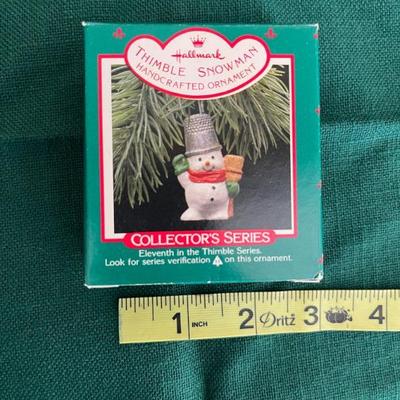 Hallmark
THIMBLE SNOWMAN
HANDCRAFTED ORNAMENT
COLLECTOR'S SERIES
Eleventh in the Thimble Series.
Look for series verification on this ornament.
1 INCH 2 Dritz 3 4